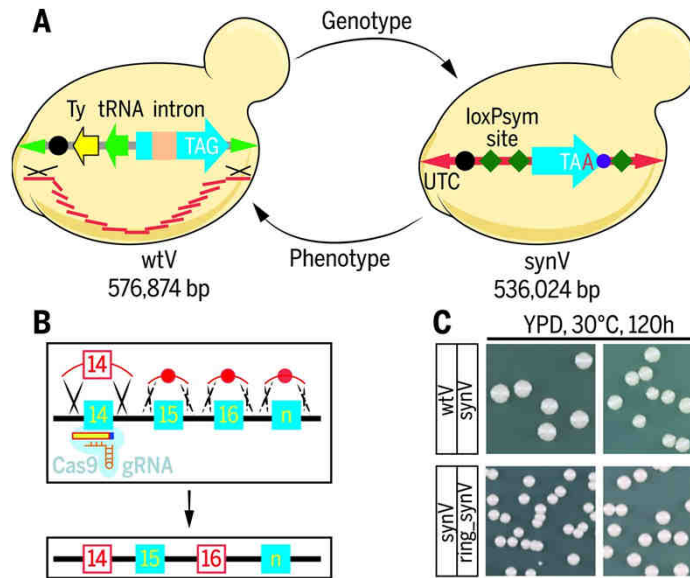 A
Genotype
Ty tRNA intron
TAG
loxPsym
site
TAA
UTC
wtV
576,874 bp
Phenotype
synV
536,024 bp
B
14
14 15 16 n
Cas9 gRNA
14 15 16 n
C
YPD, 30°C, 120h
wtV
synV
synV
ring_synV